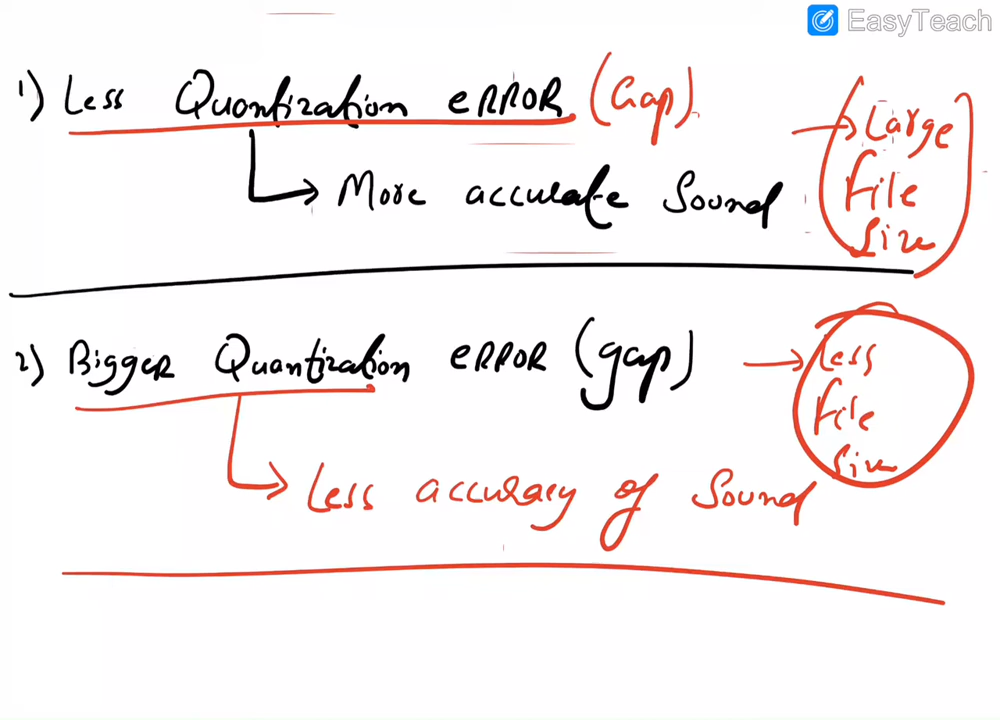 EasyTeach
1) Less Quantization ERROR (Gap)
→ Large
File
Size
→ More accurate Sound
2) Bigger Quantization ERROR (gap)
→ Less
File
Size
→ Less accuracy of Sound